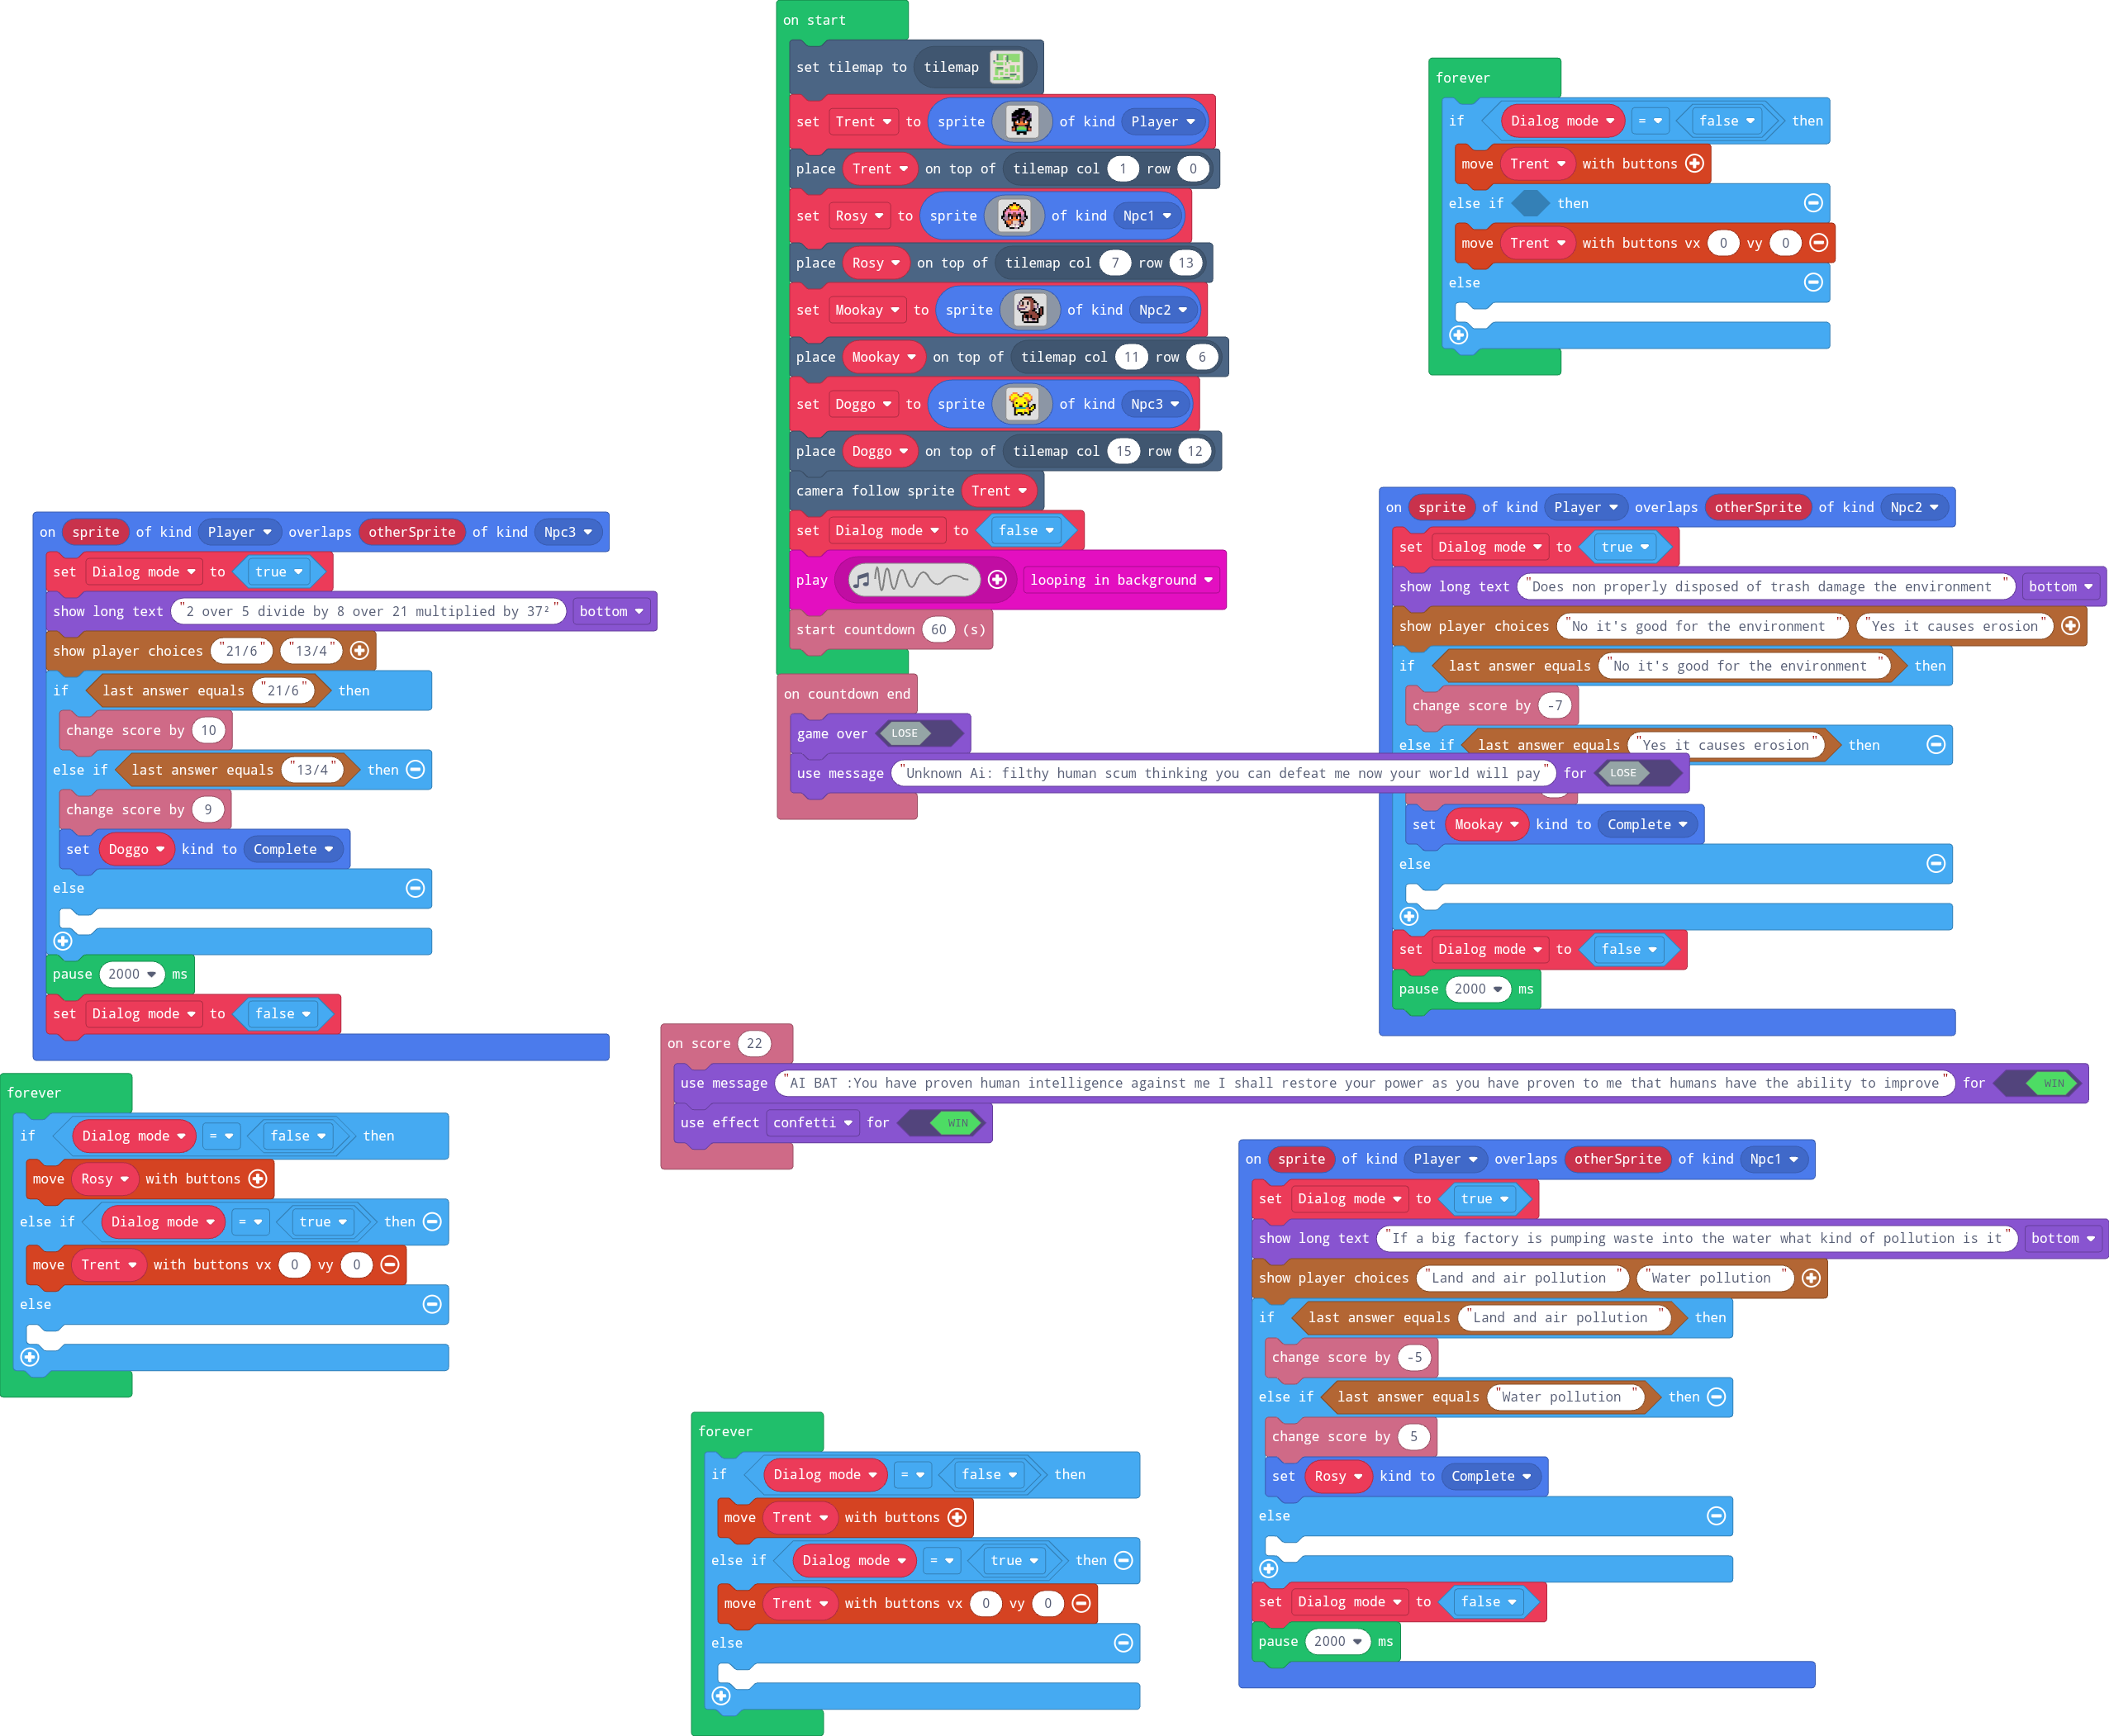 on start
set tilemap to tilemap
set Trent to sprite of kind Player
place Trent on top of tilemap col 1 row 0
set Rosy to sprite of kind Npc1
place Rosy on top of tilemap col 7 row 13
set Mookay to sprite of kind Npc2
place Mookay on top of tilemap col 11 row 6
set Doggo to sprite of kind Npc3
place Doggo on top of tilemap col 15 row 12
camera follow sprite Trent
set Dialog mode to false
play looping in background
start countdown 60 (s)
on countdown end
game over LOSE
use message "Unknown Ai: filthy human scum thinking you can defeat me now your world will pay" for LOSE
forever
if Dialog mode = false then
move Trent with buttons
else if then
move Trent with buttons vx 0 vy 0
else
on sprite of kind Player overlaps otherSprite of kind Npc3
set Dialog mode to true
show long text "2 over 5 divide by 8 over 21 multiplied by 37²" bottom
show player choices "21/6" "13/4"
if last answer equals "21/6" then
change score by 10
else if last answer equals "13/4" then
change score by 9
set Doggo kind to Complete
else
pause 2000 ms
set Dialog mode to false
on sprite of kind Player overlaps otherSprite of kind Npc2
set Dialog mode to true
show long text "Does non properly disposed of trash damage the environment " bottom
show player choices "No it's good for the environment " "Yes it causes erosion"
if last answer equals "No it's good for the environment " then
change score by -7
else if last answer equals "Yes it causes erosion" then
set Mookay kind to Complete
else
set Dialog mode to false
pause 2000 ms
on score 22
use message "AI BAT :You have proven human intelligence against me I shall restore your power as you have proven to me that humans have the ability to improve" for WIN
use effect confetti for WIN
forever
if Dialog mode = false then
move Rosy with buttons
else if Dialog mode = true then
move Trent with buttons vx 0 vy 0
else
on sprite of kind Player overlaps otherSprite of kind Npc1
set Dialog mode to true
show long text "If a big factory is pumping waste into the water what kind of pollution is it" bottom
show player choices "Land and air pollution " "Water pollution "
if last answer equals "Land and air pollution " then
change score by -5
else if last answer equals "Water pollution " then
change score by 5
set Rosy kind to Complete
else
set Dialog mode to false
pause 2000 ms
forever
if Dialog mode = false then
move Trent with buttons
else if Dialog mode = true then
move Trent with buttons vx 0 vy 0
else